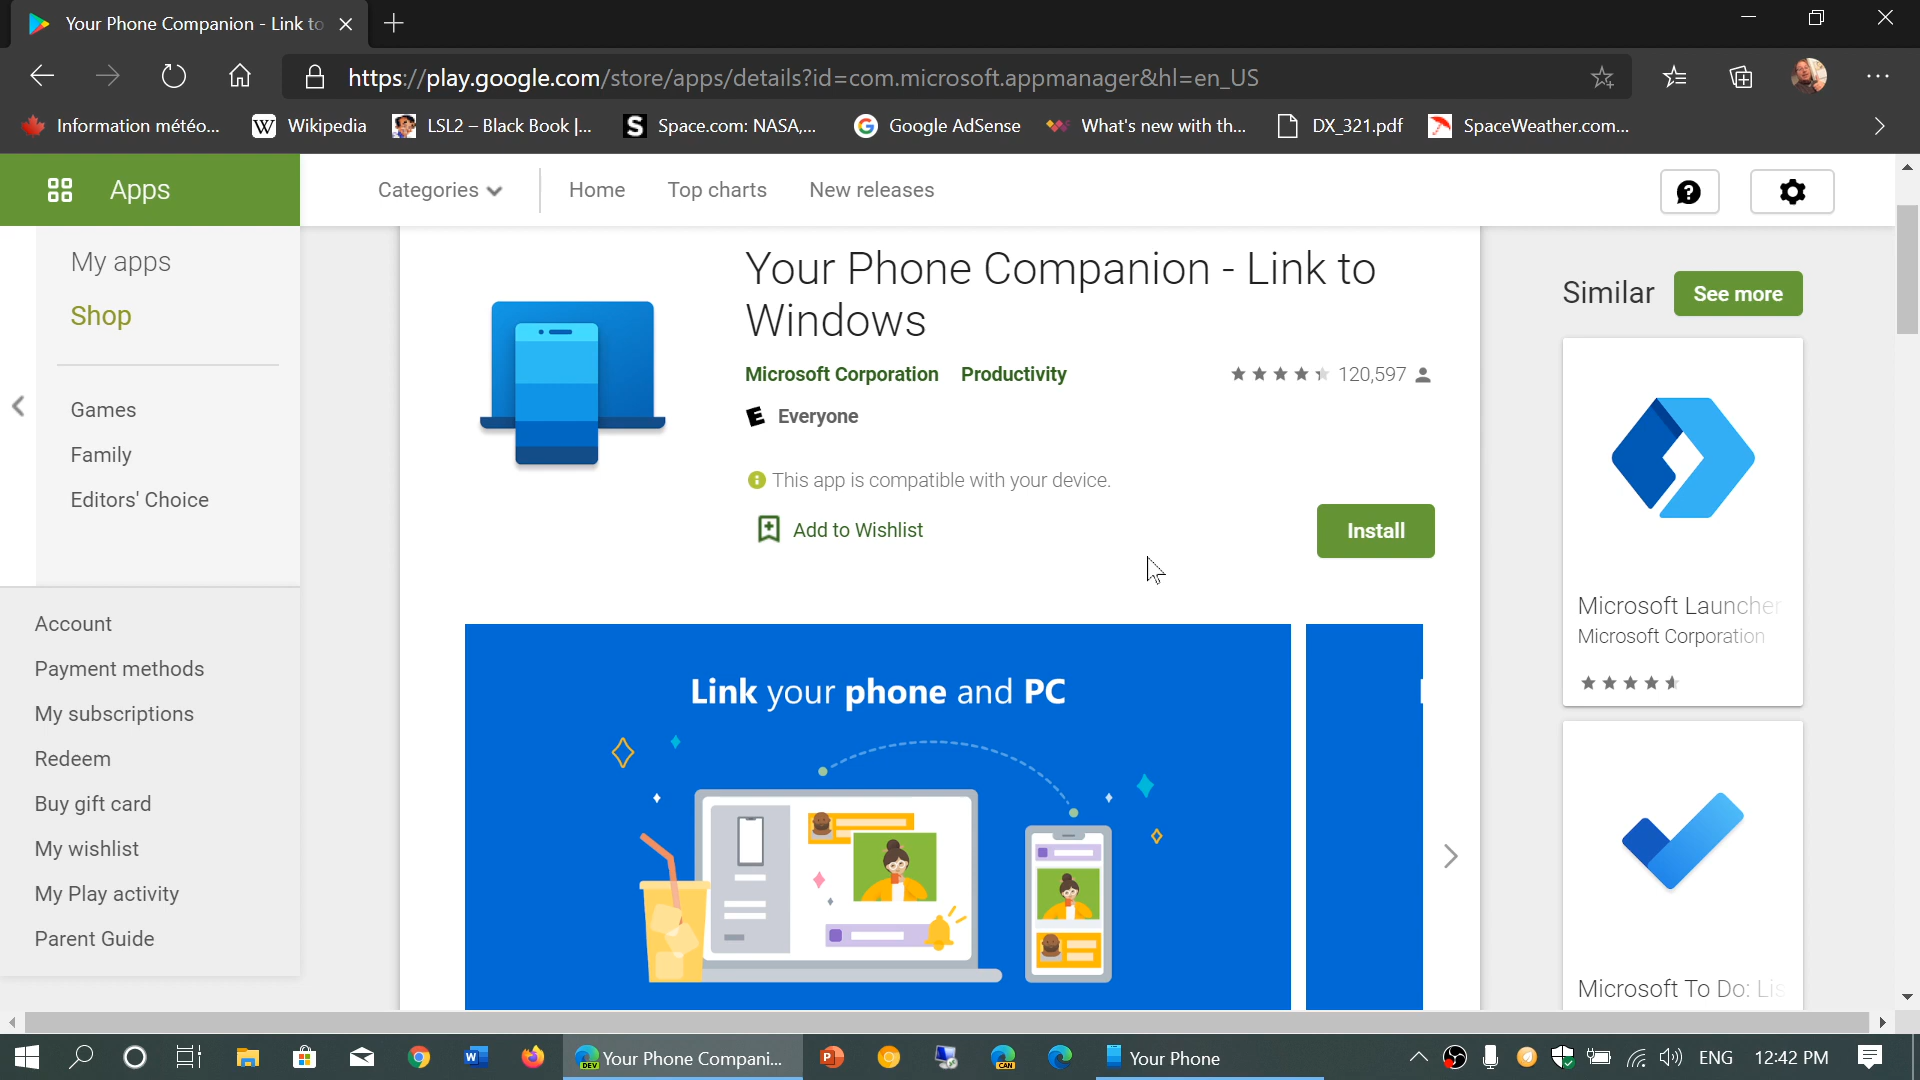 Your Phone Companion - Link to
https://play.google.com/store/apps/details?id=com.microsoft.appmanager&hl=en_US
Information météo... Wikipedia LSL2 – Black Book |... Space.com: NASA,... Google AdSense What's new with th... DX_321.pdf SpaceWeather.com...
Apps Categories Home Top charts New releases
My apps
Shop
Games
Family
Editors' Choice
Account
Payment methods
My subscriptions
Redeem
Buy gift card
My wishlist
My Play activity
Parent Guide
Your Phone Companion - Link to
Windows
Microsoft Corporation Productivity 120,597
Everyone
This app is compatible with your device.
Add to Wishlist
Install
Link your phone and PC
Similar See more
Microsoft Launcher
Microsoft Corporation
Microsoft To Do: Lis
Your Phone Compani... Your Phone ENG 12:42 PM